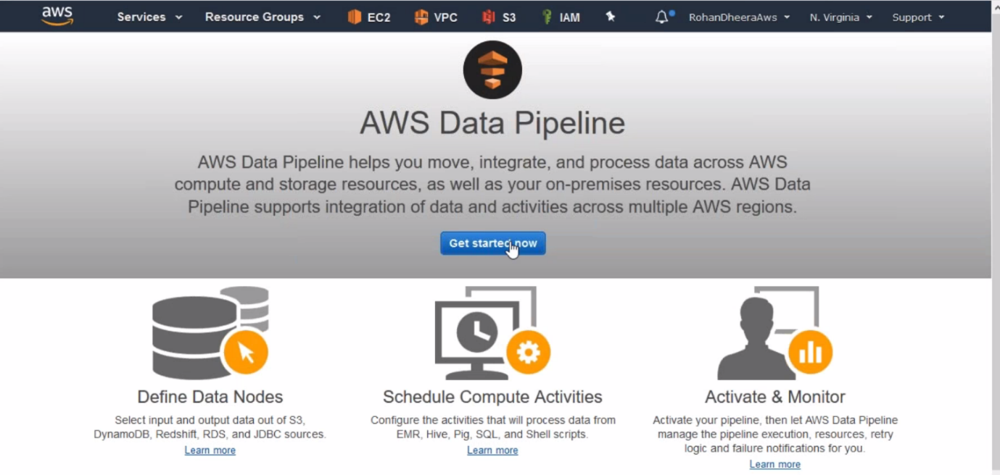 aws Services Resource Groups EC2 VPC S3 IAM RohanDheeraAws N. Virginia Support
AWS Data Pipeline
AWS Data Pipeline helps you move, integrate, and process data across AWS
compute and storage resources, as well as your on-premises resources. AWS Data
Pipeline supports integration of data and activities across multiple AWS regions.
Get started now
Define Data Nodes
Select input and output data out of S3,
DynamoDB, Redshift, RDS, and JDBC sources.
Learn more
Schedule Compute Activities
Configure the activities that will process data from
EMR, Hive, Pig, SQL, and Shell scripts.
Learn more
Activate & Monitor
Activate your pipeline, then let AWS Data Pipeline
manage the pipeline execution, resources, retry
logic and failure notifications for you.
Learn more